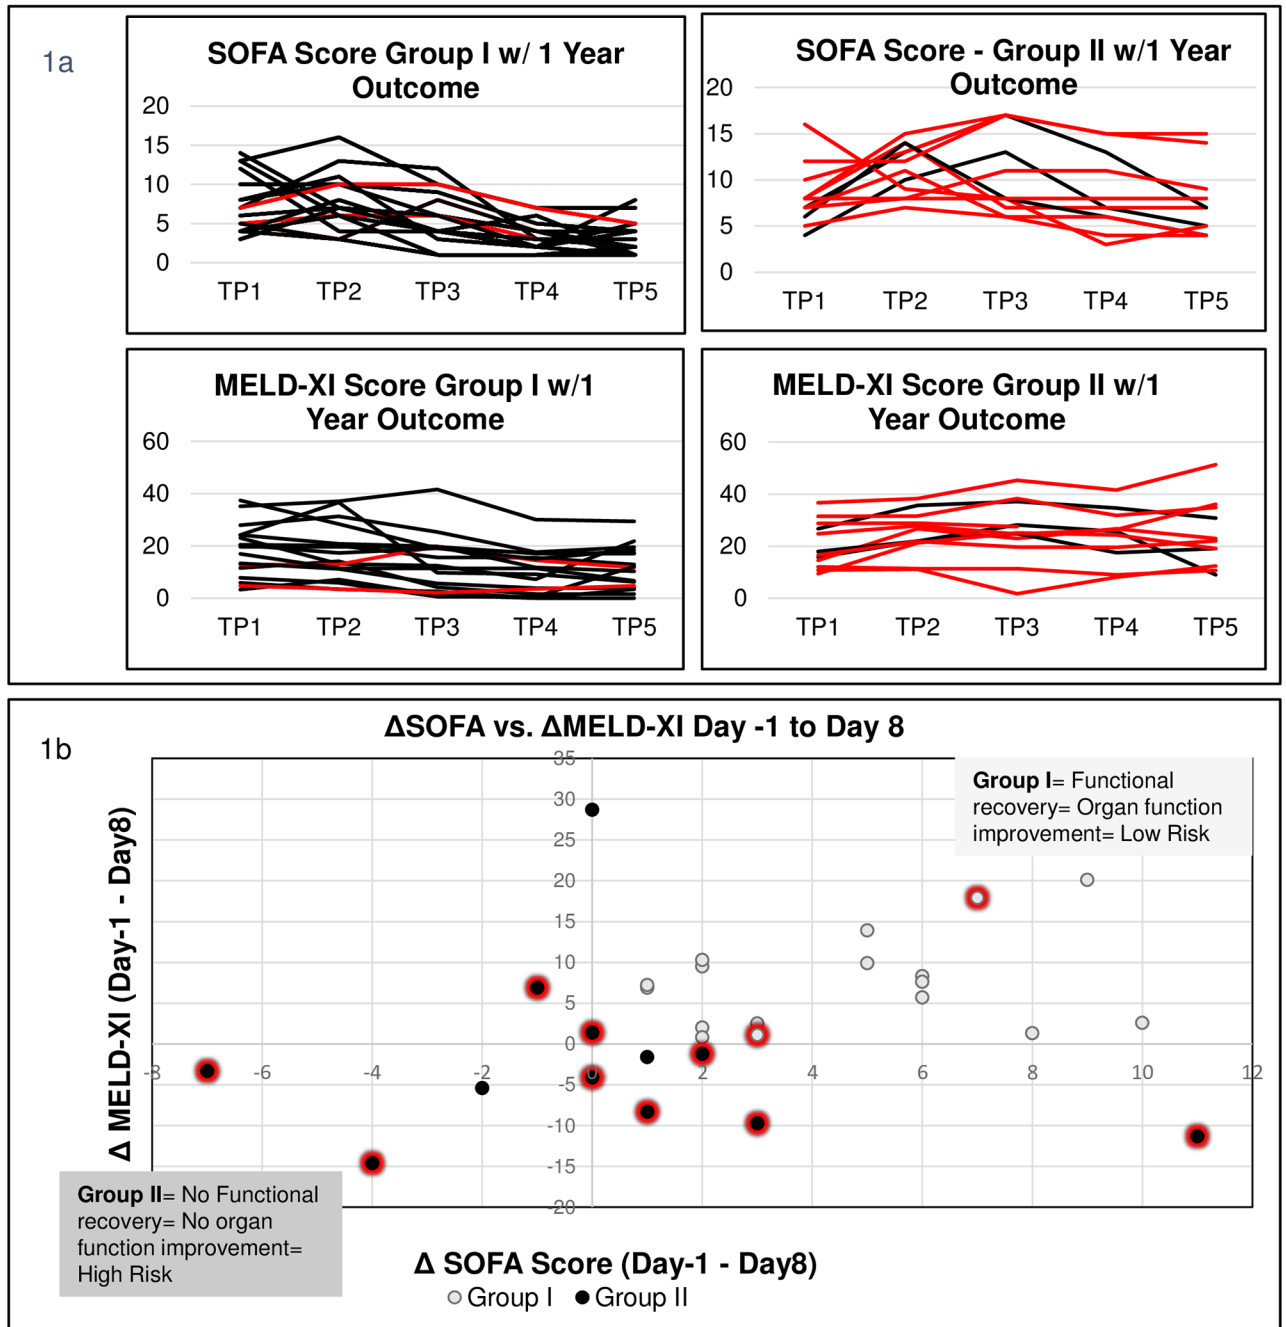 1a
SOFA Score Group I w/ 1 Year
Outcome
20
15
10
5
0
TP1 TP2 TP3 TP4 TP5
SOFA Score - Group II w/1 Year
Outcome
20
15
10
5
0
TP1 TP2 TP3 TP4 TP5
MELD-XI Score Group I w/1
Year Outcome
60
40
20
0
TP1 TP2 TP3 TP4 TP5
MELD-XI Score Group II w/1
Year Outcome
60
40
20
0
TP1 TP2 TP3 TP4 TP5
1b
ΔSOFA vs. ΔMELD-XI Day -1 to Day 8
Δ MELD-XI (Day-1 - Day8)
35
30
25
20
15
10
5
0
-5
-10
-15
-20
-8 -6 -4 -2 0 2 4 6 8 10 12
Group I= Functional
recovery= Organ function
improvement= Low Risk
Group II= No Functional
recovery= No organ
function improvement=
High Risk
Δ SOFA Score (Day-1 - Day8)
Group I Group II